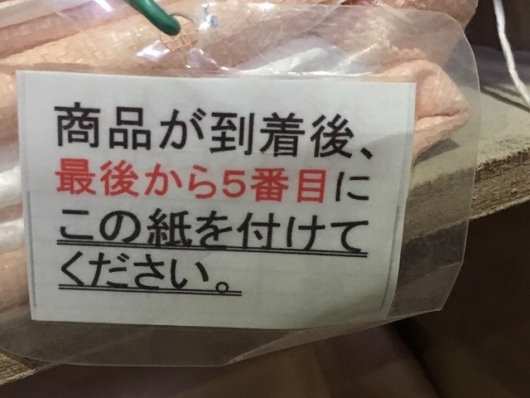 商品が到着後、
最後から5番目に
この紙を付けて
ください。